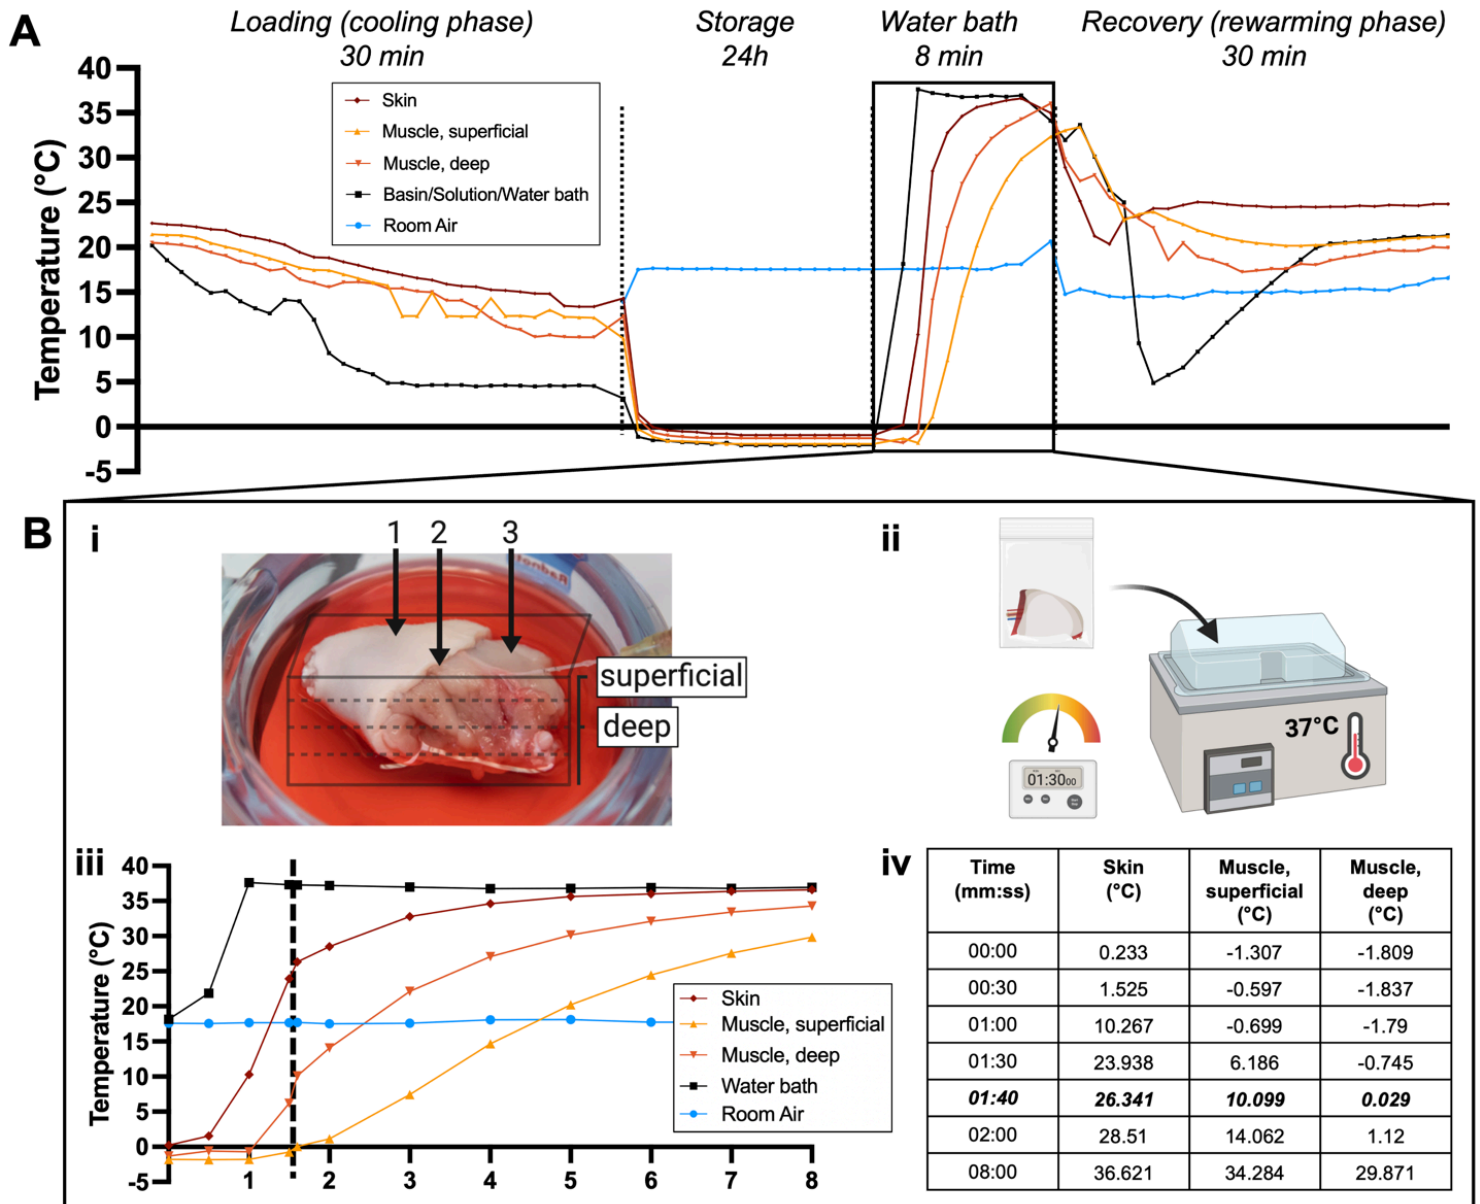 A
Loading (cooling phase)
30 min
Storage
24h
Water bath
8 min
Recovery (rewarming phase)
30 min
Temperature (°C)
40
35
30
25
20
15
10
5
0
-5
Skin
Muscle, superficial
Muscle, deep
Basin/Solution/Water bath
Room Air
B
i
1 2 3
superficial
deep
ii
01:30 00
37°C
iii
Temperature (°C)
40
35
30
25
20
15
10
5
0
-5
1 2 3 4 5 6 7 8
Skin
Muscle, superficial
Muscle, deep
Water bath
Room Air
iv
Time (mm:ss) Skin (°C) Muscle, superficial (°C) Muscle, deep (°C)
00:00 0.233 -1.307 -1.809
00:30 1.525 -0.597 -1.837
01:00 10.267 -0.699 -1.79
01:30 23.938 6.186 -0.745
01:40 26.341 10.099 0.029
02:00 28.51 14.062 1.12
08:00 36.621 34.284 29.871